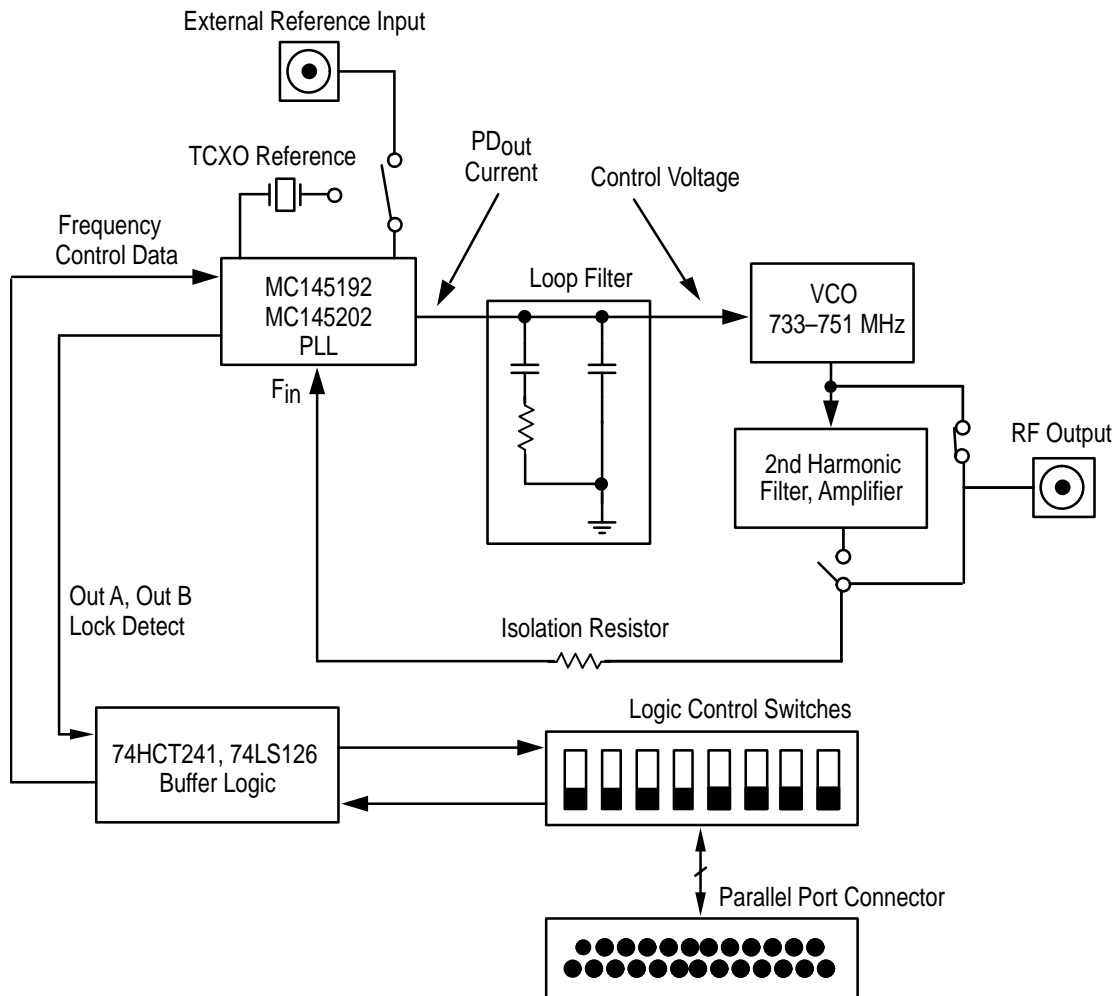 External Reference Input
TCXO Reference
PDout
Current
Control Voltage
Frequency
Control Data
MC145192
MC145202
PLL
Loop Filter
VCO
733–751 MHz
Fin
2nd Harmonic
Filter, Amplifier
RF Output
Out A, Out B
Lock Detect
Isolation Resistor
Logic Control Switches
74HCT241, 74LS126
Buffer Logic
Parallel Port Connector